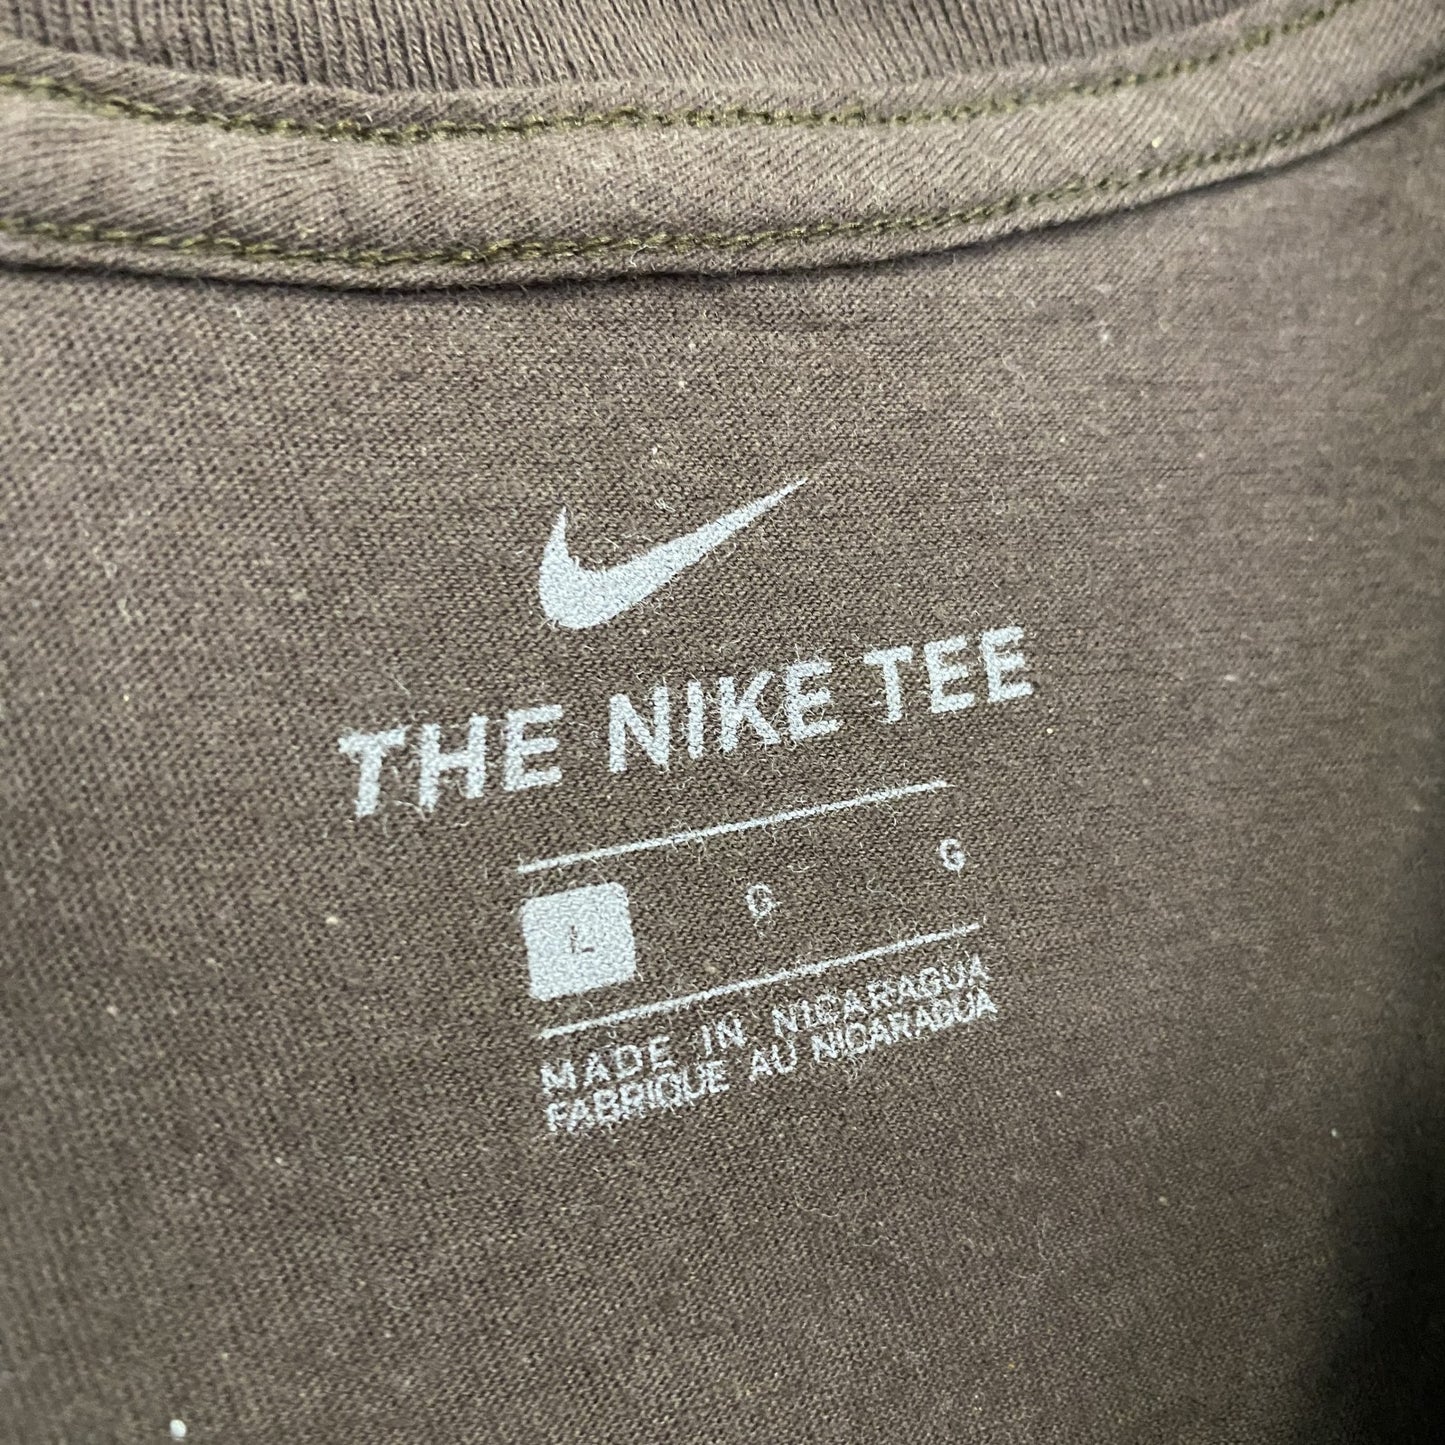 THE NIKE TEE
L G G
MADE IN NICARAGUA
FABRIQUE AU NICARAGUA